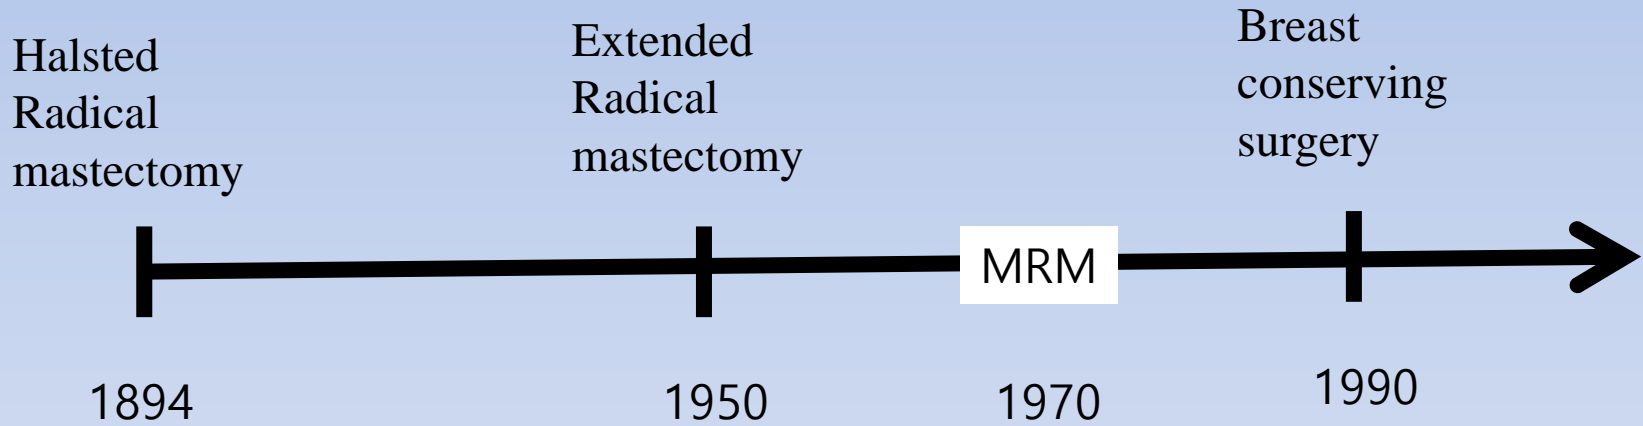 Halsted
Radical
mastectomy
Extended
Radical
mastectomy
Breast
conserving
surgery
MRM
1894
1950
1970
1990